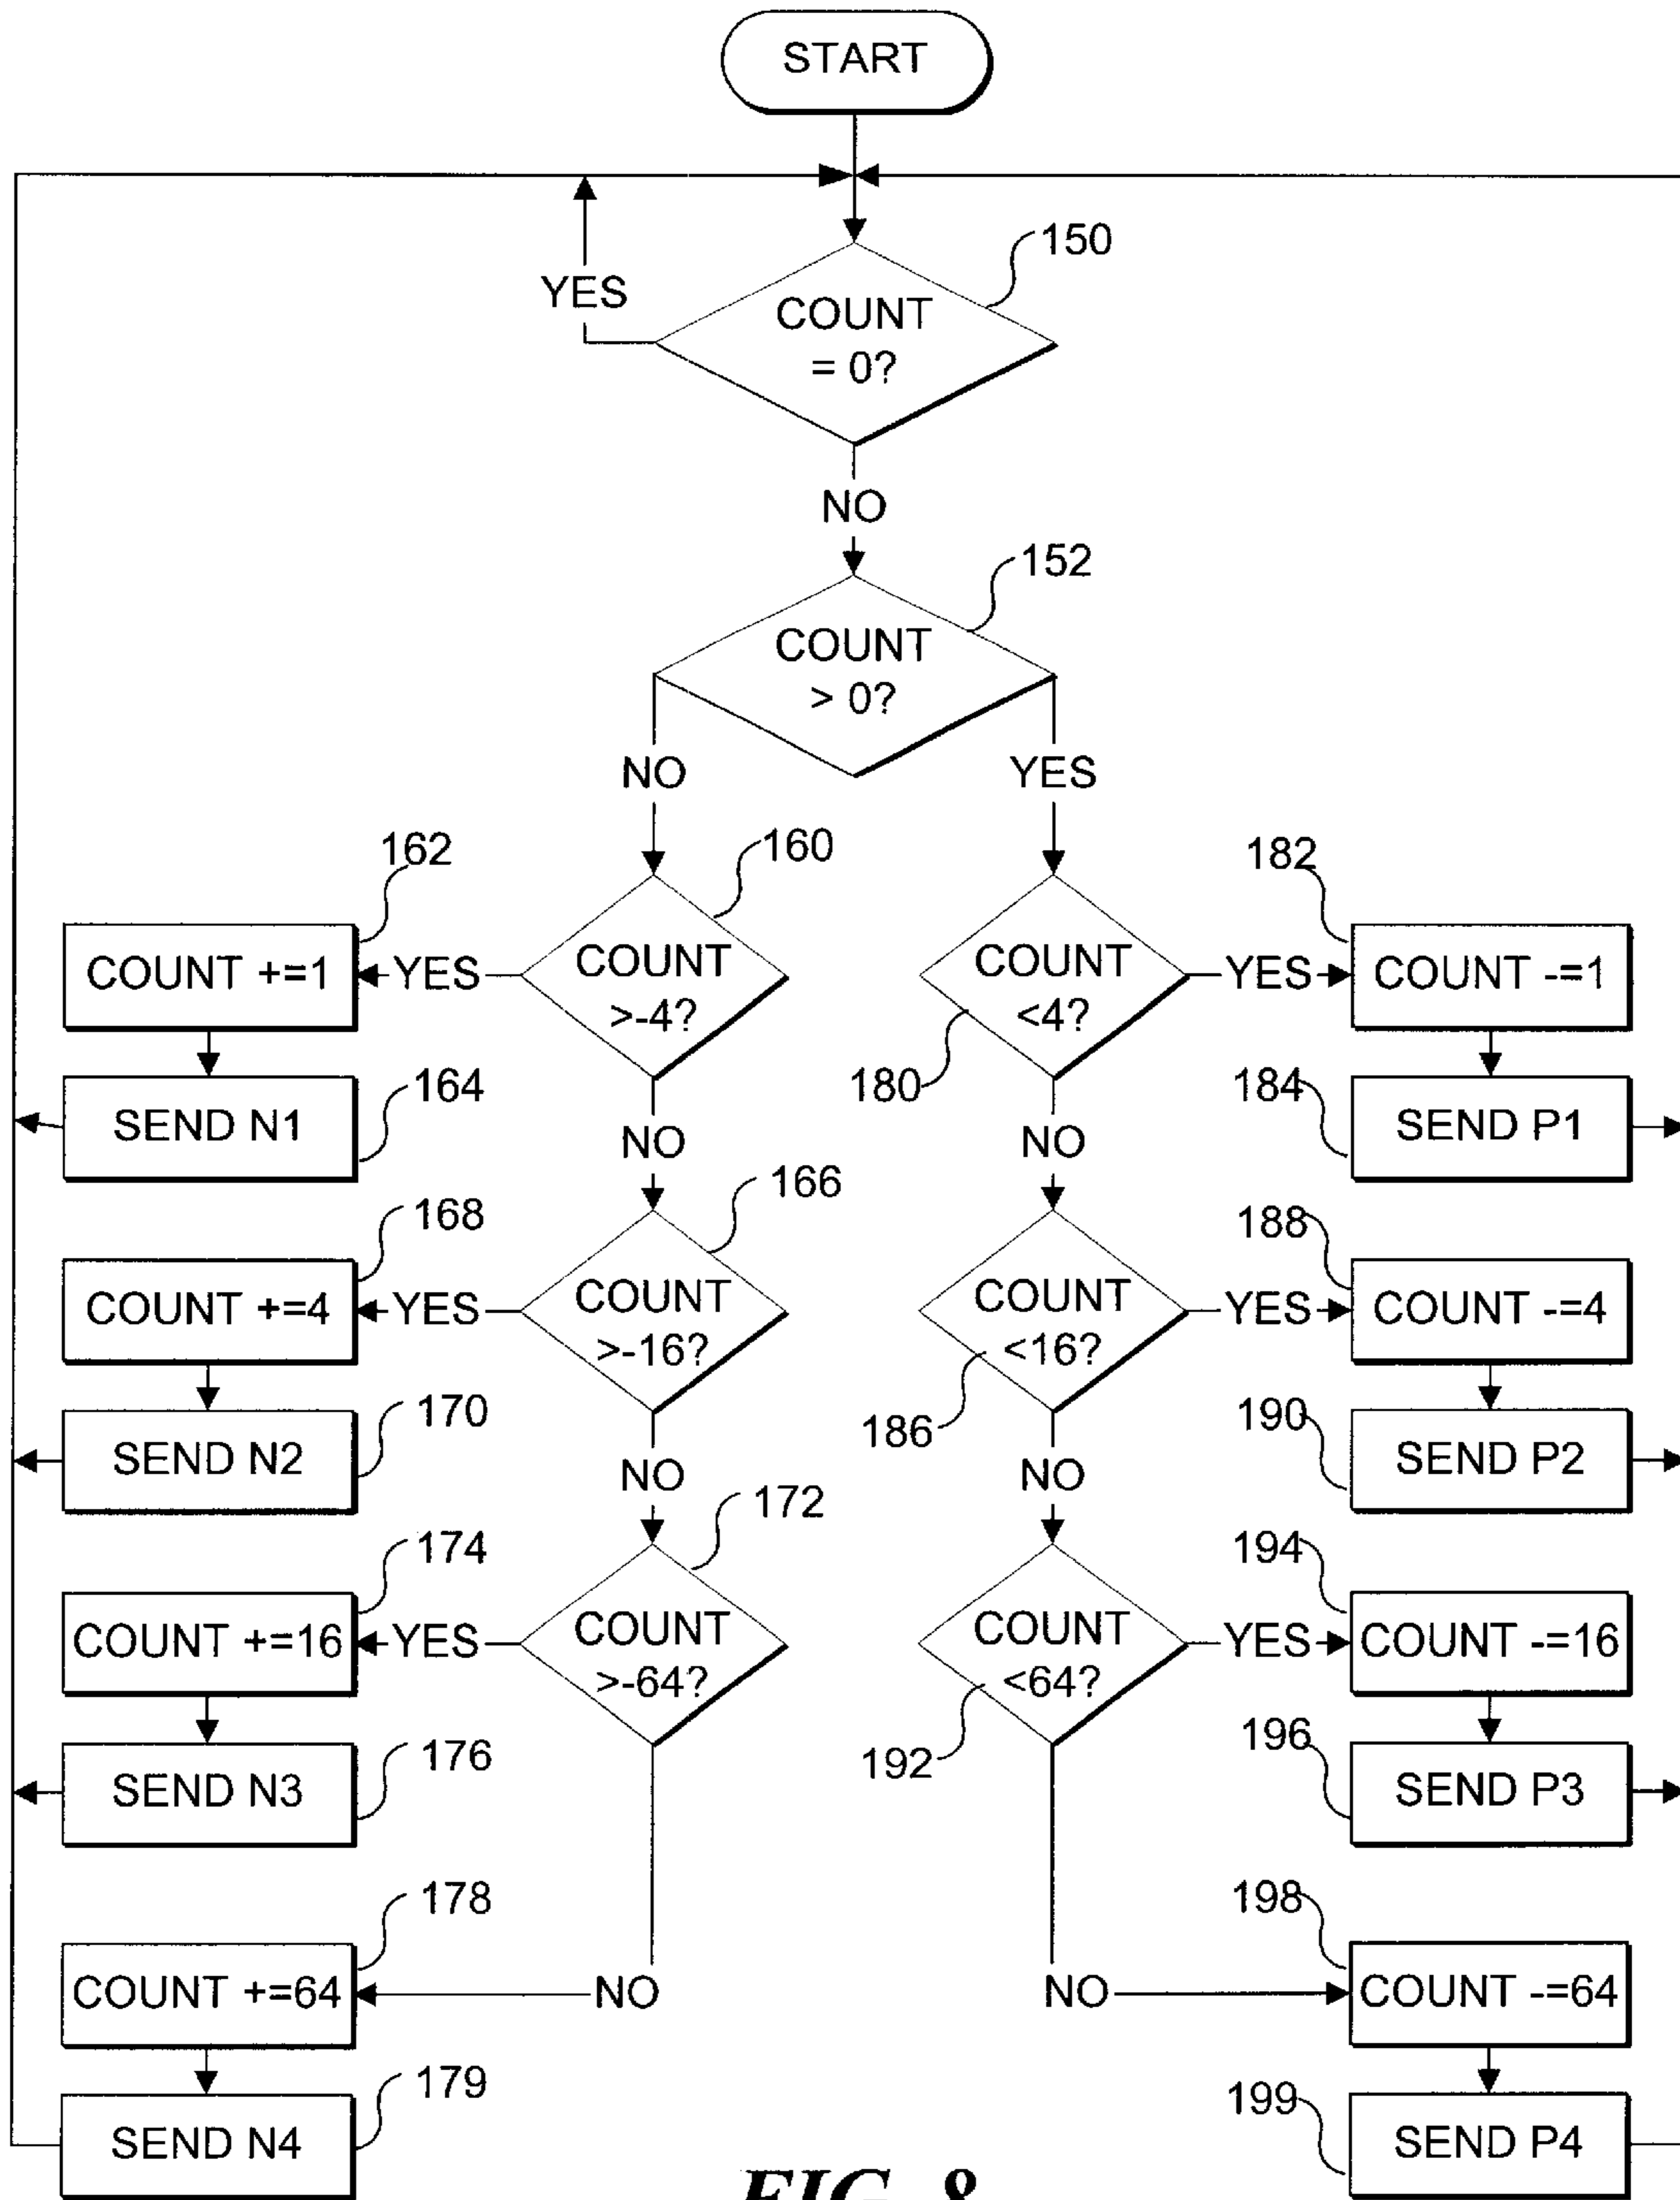 START
150
YES
COUNT
= 0?
NO
152
COUNT
> 0?
NO
YES
162
160
182
COUNT +=1
YES
COUNT
>-4?
COUNT
<4?
YES
COUNT -=1
164
180
184
SEND N1
NO
NO
SEND P1
168
166
188
COUNT +=4
YES
COUNT
>-16?
COUNT
<16?
YES
COUNT -=4
170
186
190
SEND N2
NO
NO
SEND P2
174
172
194
COUNT +=16
YES
COUNT
>-64?
COUNT
<64?
YES
COUNT -=16
176
192
196
SEND N3
SEND P3
178
198
COUNT +=64
NO
NO
COUNT -=64
179
199
SEND N4
SEND P4
FIG. 8